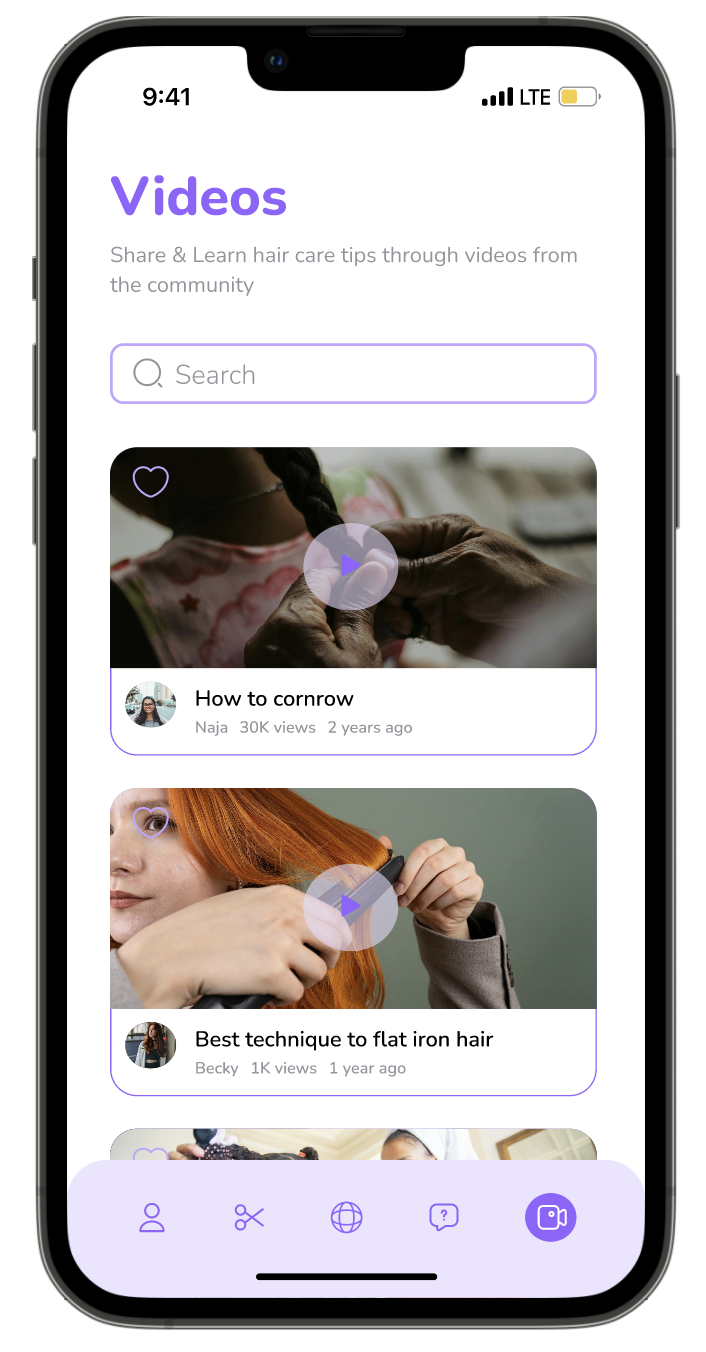 9:41
LTE
Videos
Share & Learn hair care tips through videos from
the community
Search
How to cornrow
Naja 30K views 2 years ago
Best technique to flat iron hair
Becky 1K views 1 year ago
?